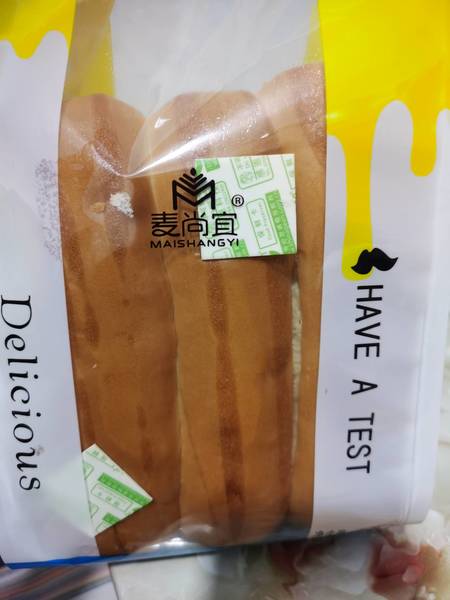 麦尚宜®
MAISHANGYI
Delicious
HAVE A TEST